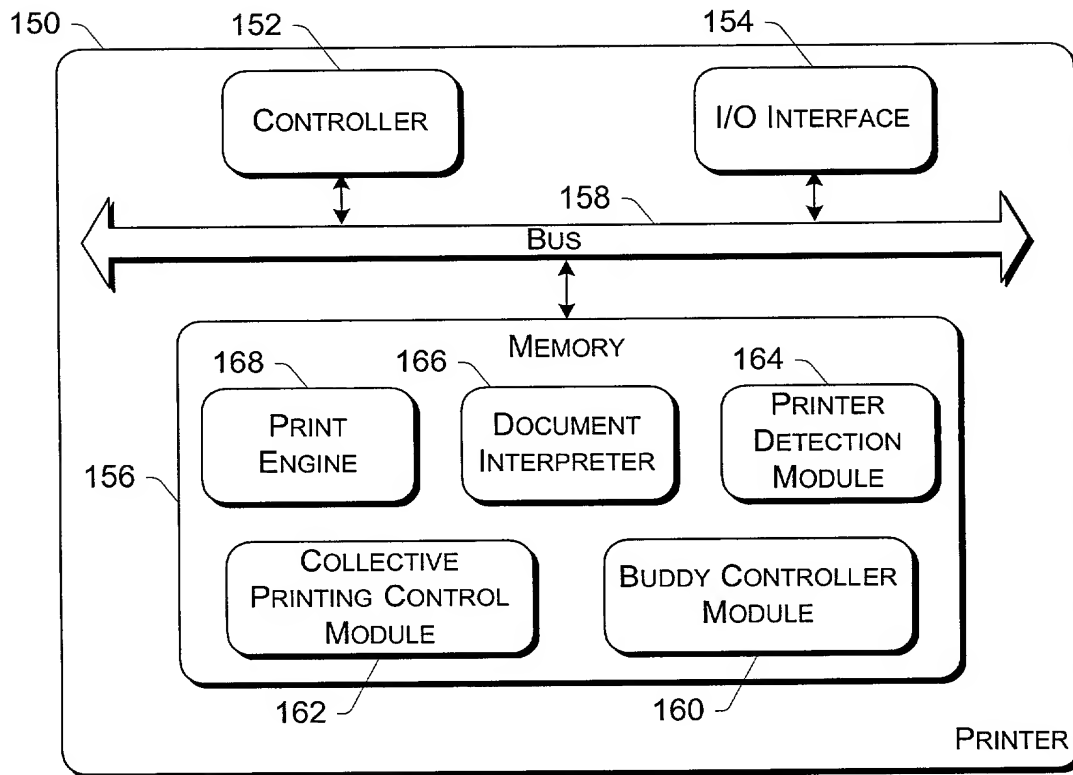 150
152
154
CONTROLLER
I/O INTERFACE
158
BUS
MEMORY
168
166
164
PRINT
ENGINE
DOCUMENT
INTERPRETER
PRINTER
DETECTION
MODULE
156
COLLECTIVE
PRINTING CONTROL
MODULE
BUDDY CONTROLLER
MODULE
162
160
PRINTER